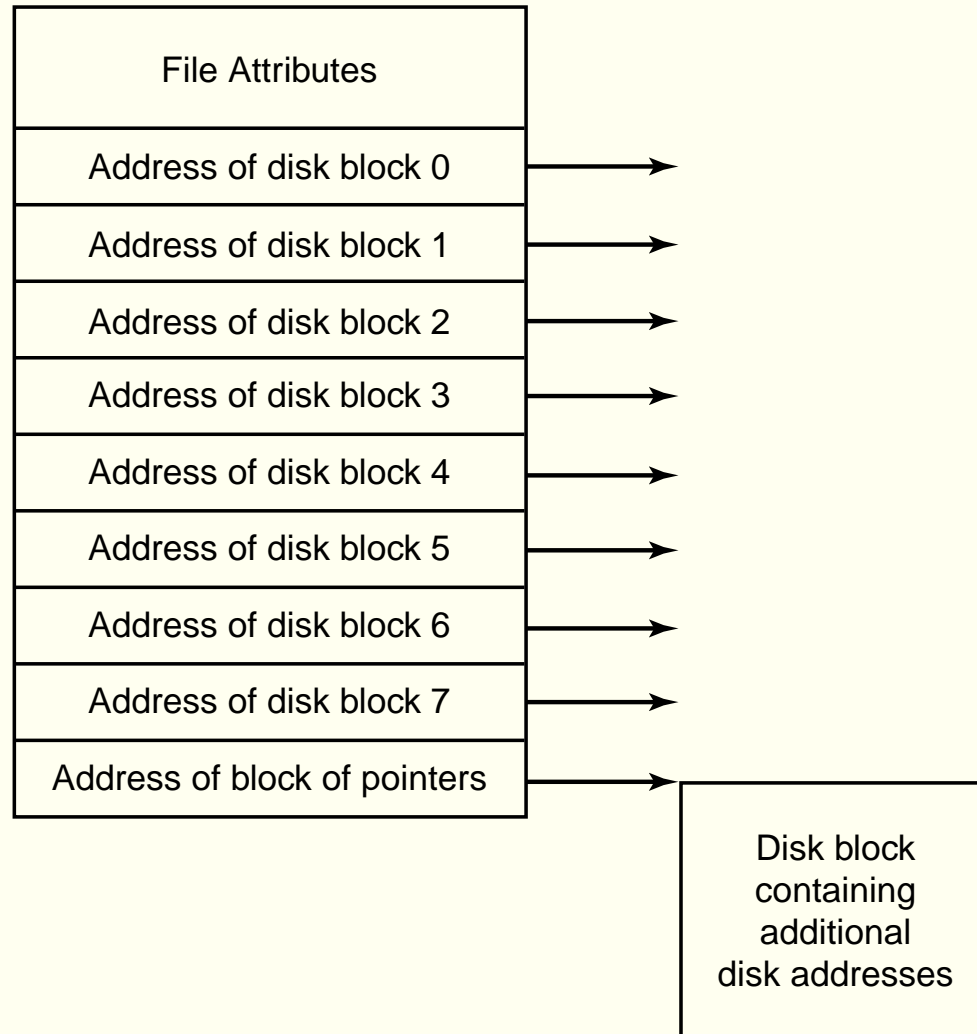 File Attributes
Address of disk block 0
Address of disk block 1
Address of disk block 2
Address of disk block 3
Address of disk block 4
Address of disk block 5
Address of disk block 6
Address of disk block 7
Address of block of pointers
Disk block
containing
additional
disk addresses